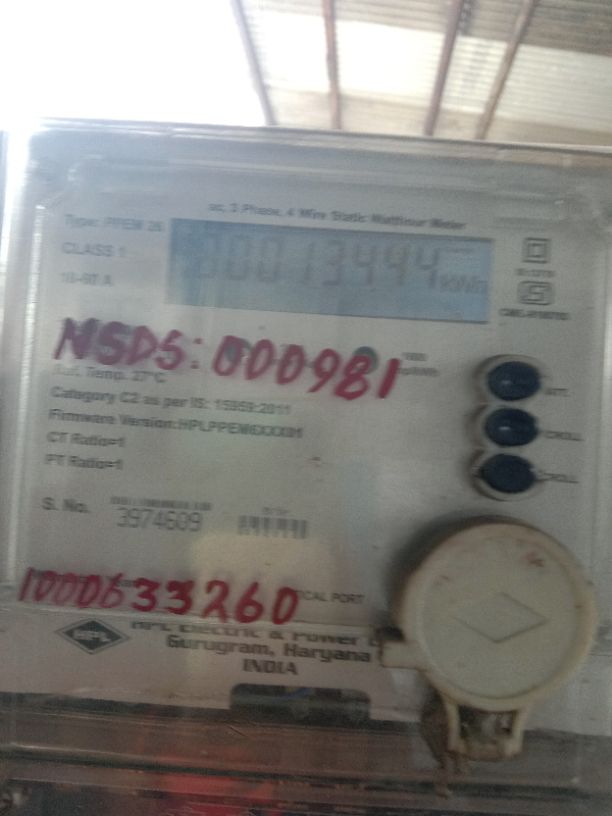 ac, 3 Phase, 4 Wire Static Watthour Meter
Type: PPEM 26
CLASS 1
10-60 A
00013444 kWh
NSDS: 000981
Ref. Temp. 27°C
Category C2 as per IS: 15959:2011
Firmware Version:HPLPPEM6XXX01
CT Ratio=1
PT Ratio=1
S. No.
3974609
1000633260
HPL
HPL Electric & Power
Gurugram, Haryana
INDIA